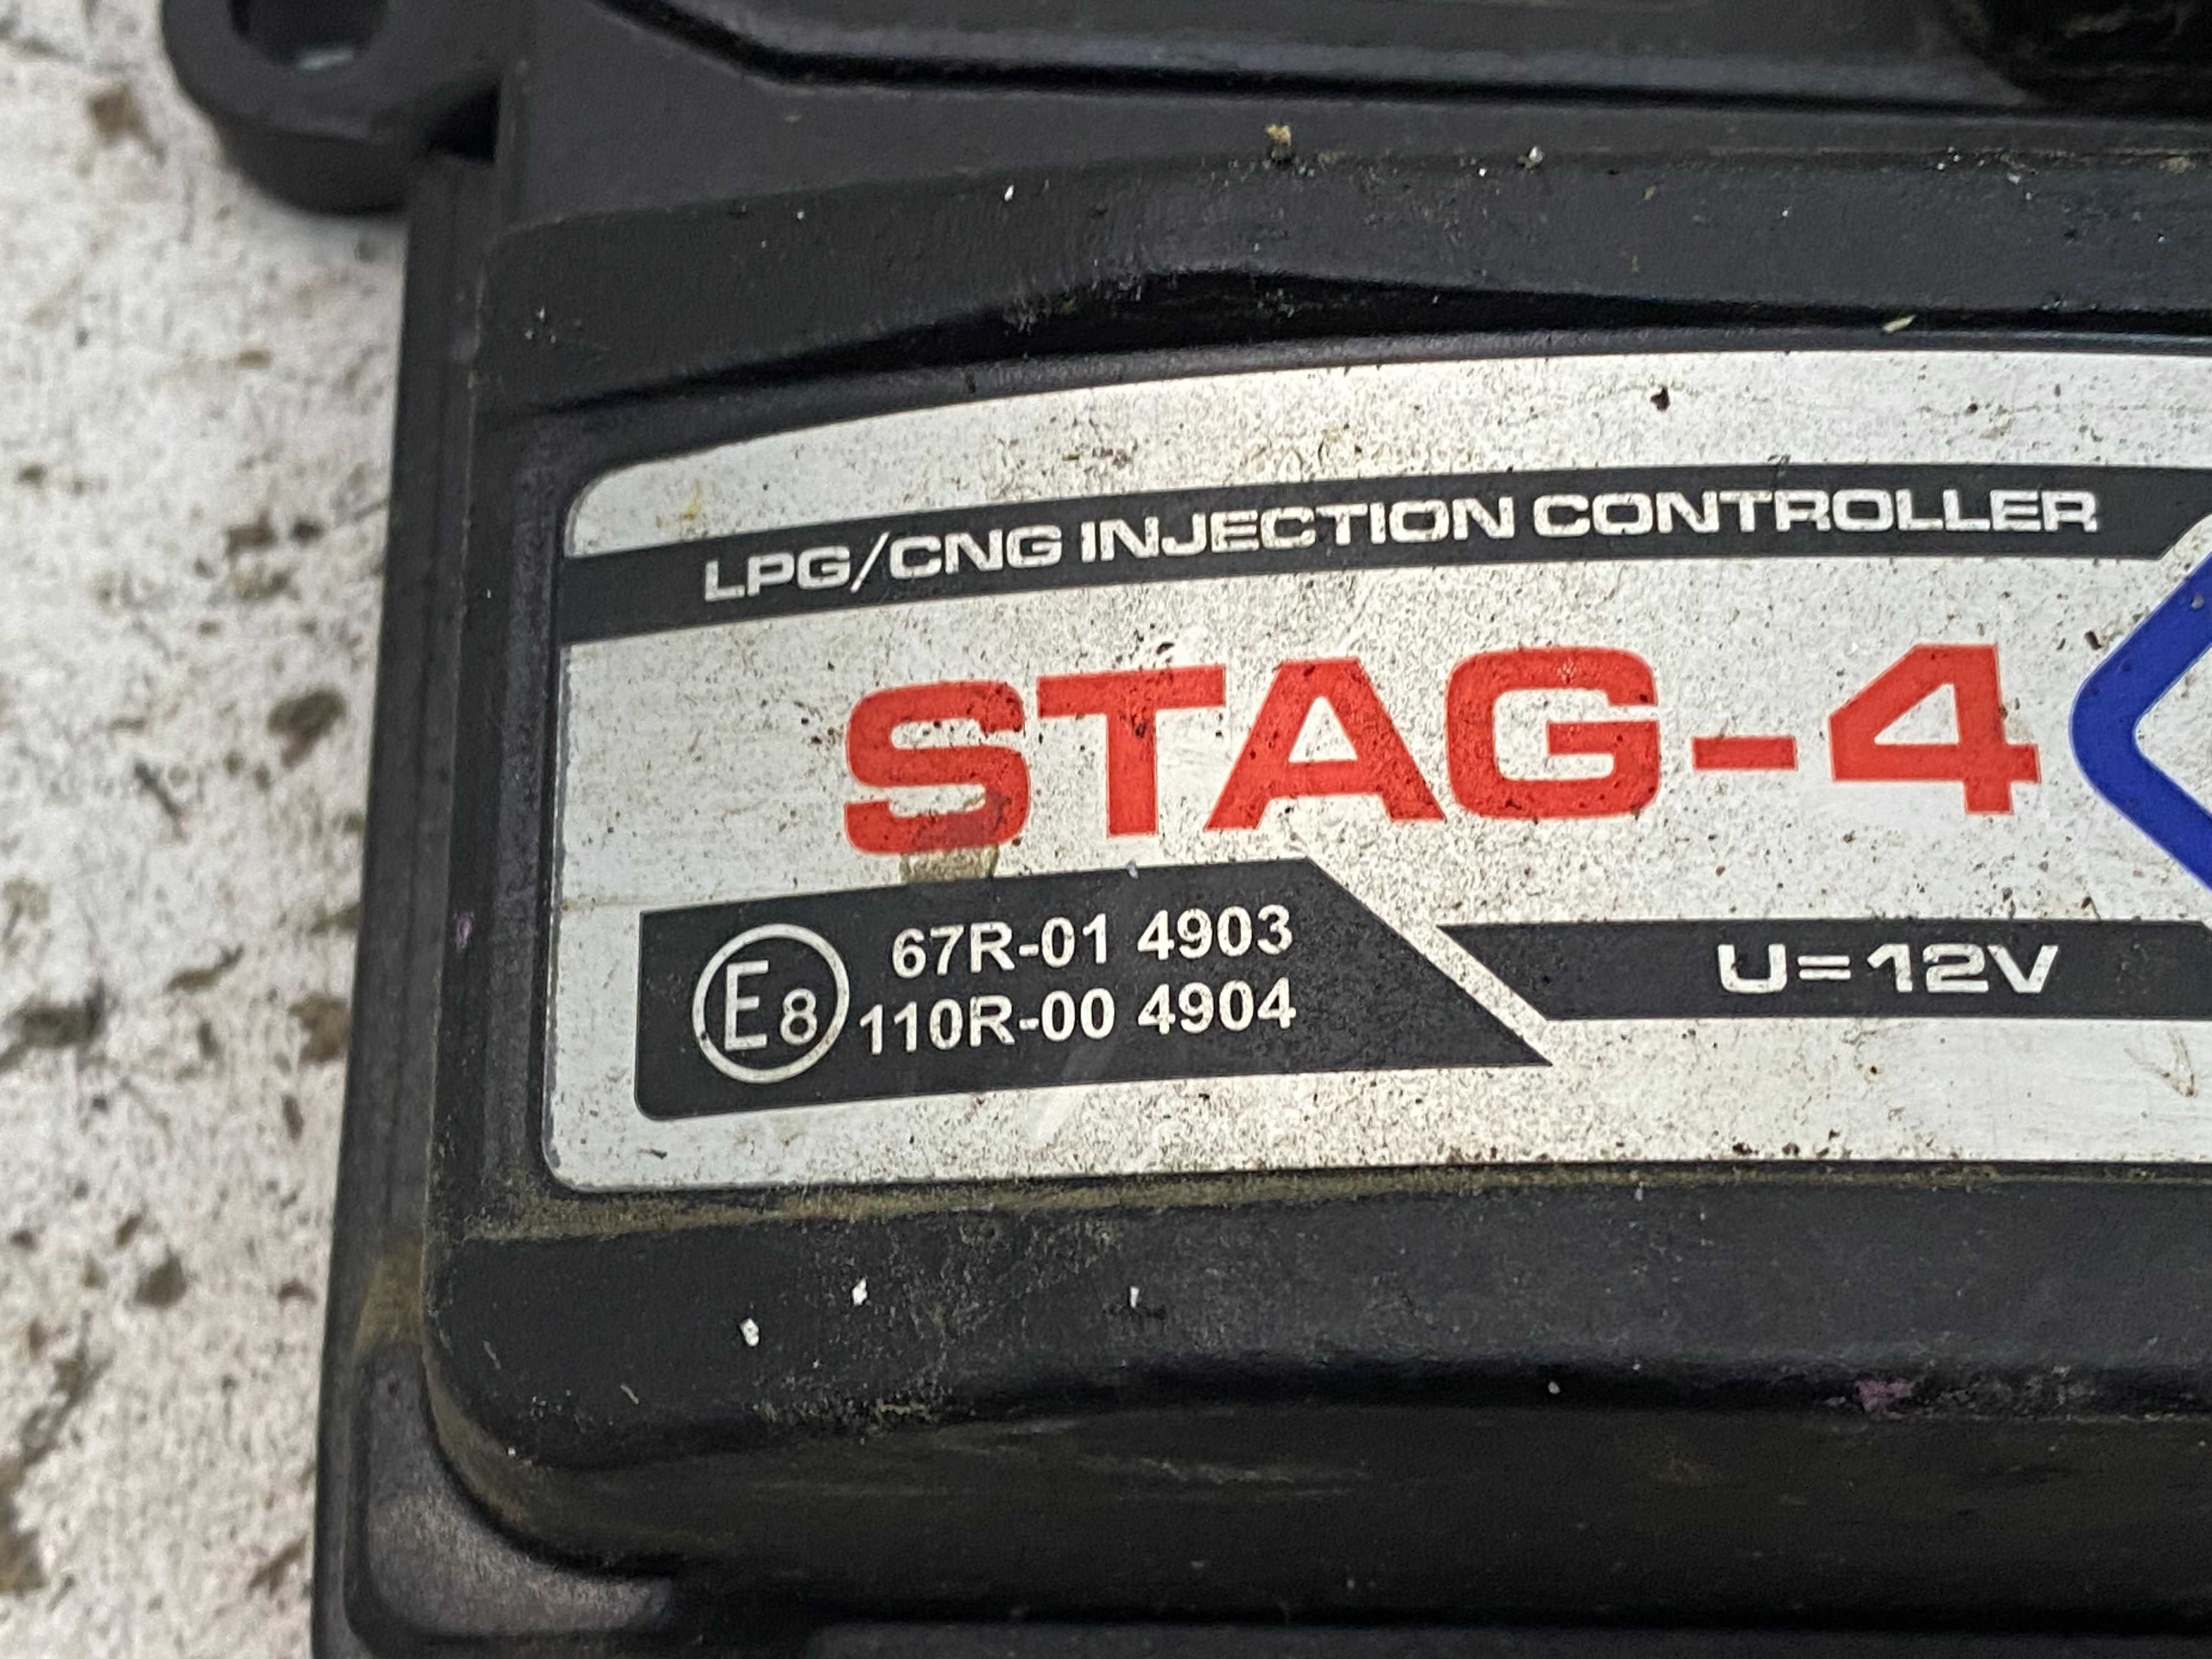 LPG/CNG INJECTION CONTROLLER
STAG-4
E8 67R-01 4903
110R-00 4904
U=12V